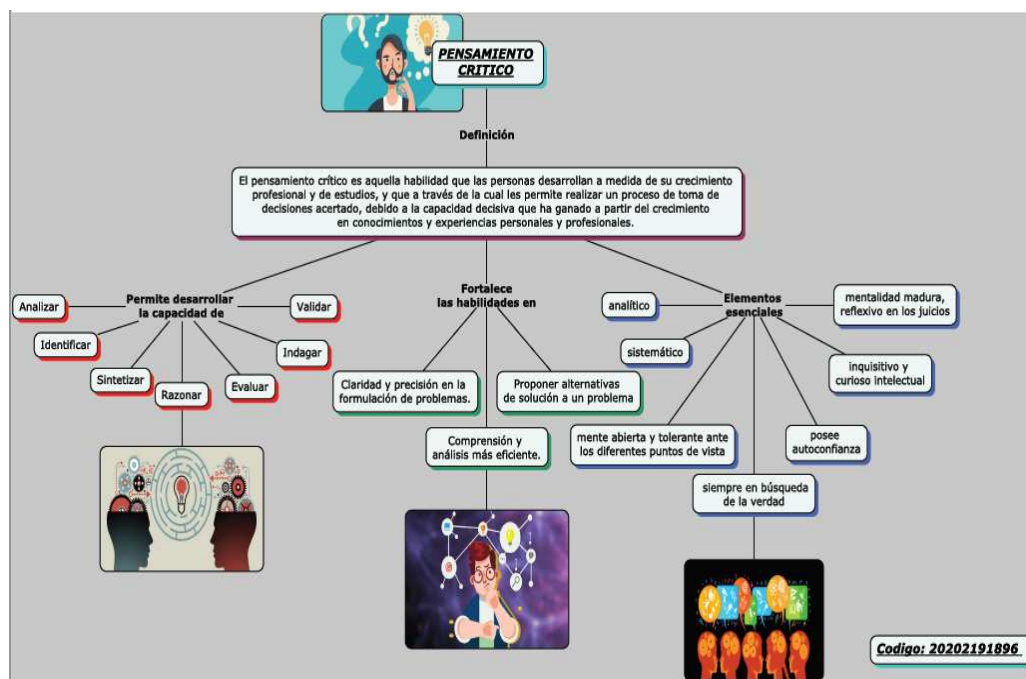 PENSAMIENTO
CRITICO
Definición
El pensamiento crítico es aquella habilidad que las personas desarrollan a medida de su crecimiento
profesional y de estudios, y que a través de la cual les permite realizar un proceso de toma de
decisiones acertado, debido a la capacidad decisiva que ha ganado a partir del crecimiento
en conocimientos y experiencias personales y profesionales.
Permite desarrollar
la capacidad de
Analizar
Identificar
Sintetizar
Razonar
Evaluar
Indagar
Validar
Fortalece
las habilidades en
Claridad y precisión en la
formulación de problemas.
Comprensión y
análisis más eficiente.
Proponer alternativas
de solución a un problema
Elementos
esenciales
analítico
sistemático
mente abierta y tolerante ante
los diferentes puntos de vista
siempre en búsqueda
de la verdad
posee
autoconfianza
inquisitivo y
curioso intelectual
mentalidad madura,
reflexivo en los juicios
Codigo: 20202191896